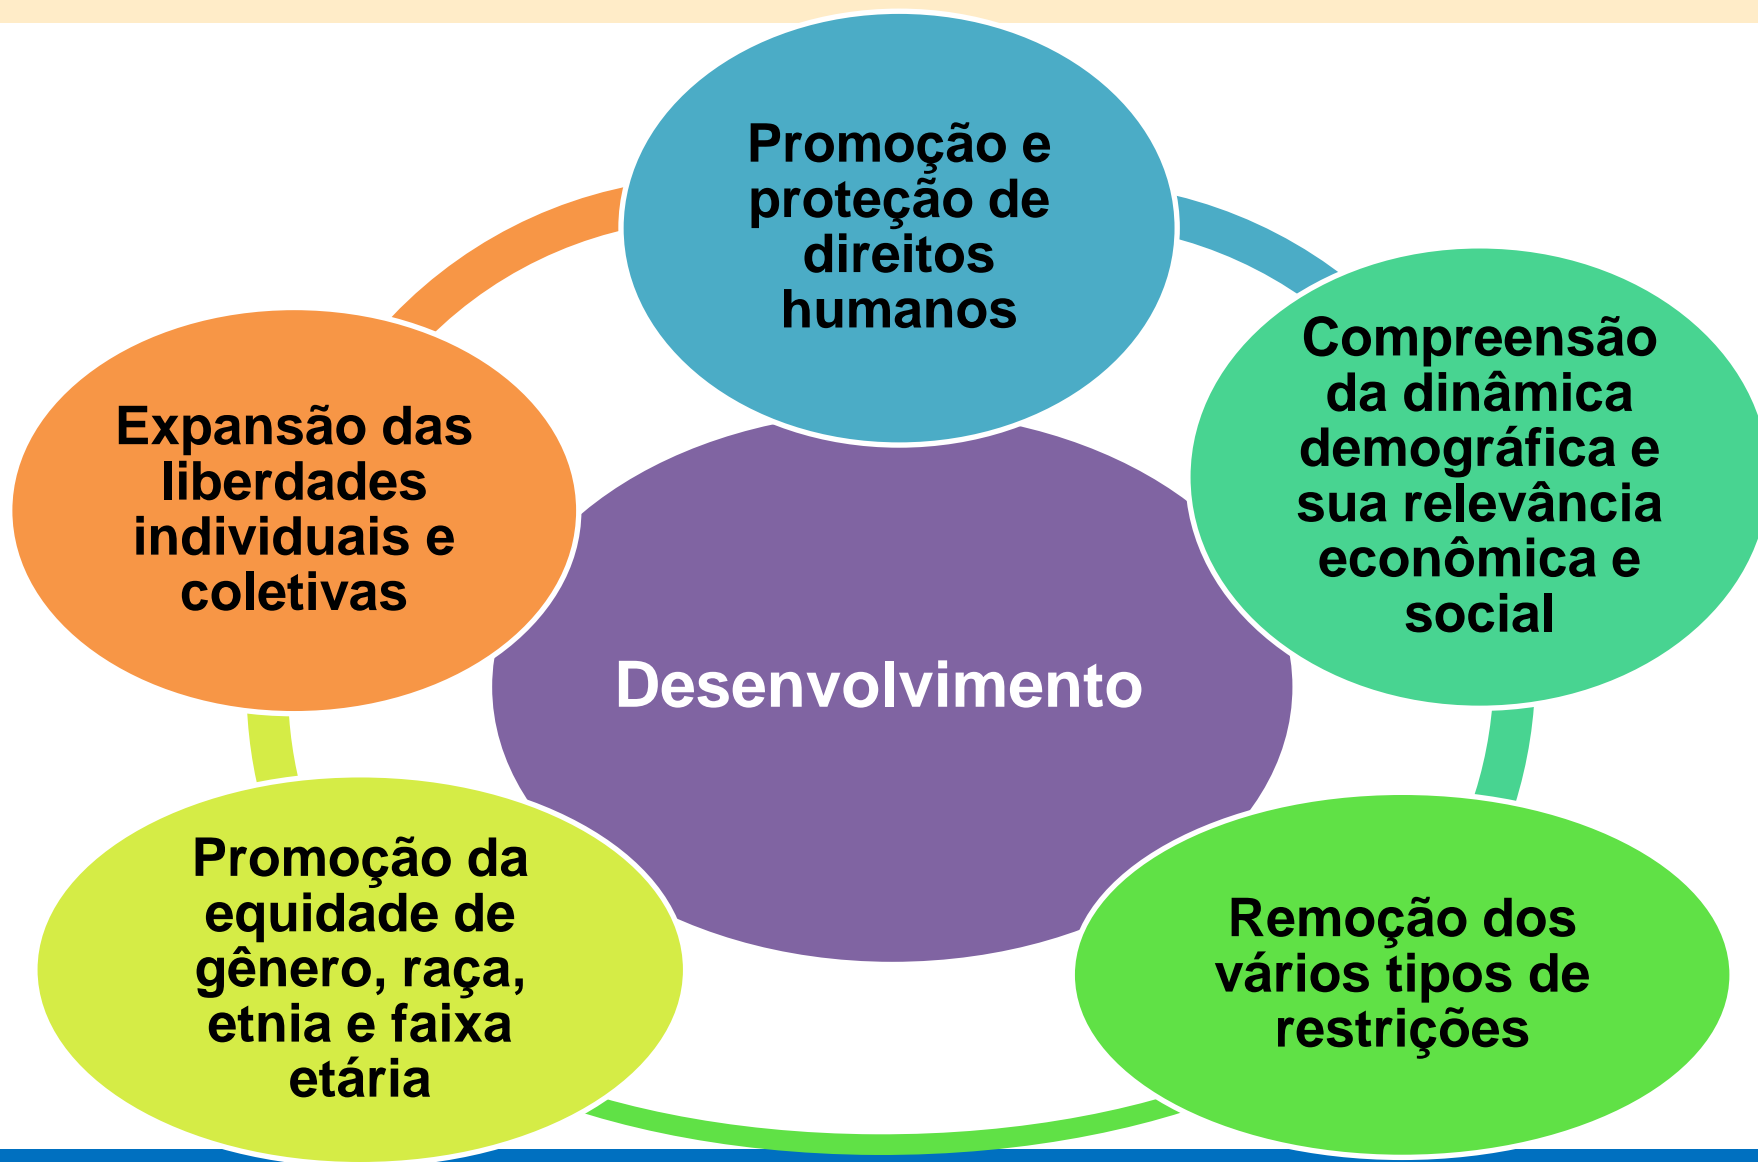 Promoção e
proteção de
direitos
humanos
Compreensão
da dinâmica
demográfica e
sua relevância
econômica e
social
Remoção dos
vários tipos de
restrições
Promoção da
equidade de
gênero, raça,
etnia e faixa
etária
Expansão das
liberdades
individuais e
coletivas
Desenvolvimento